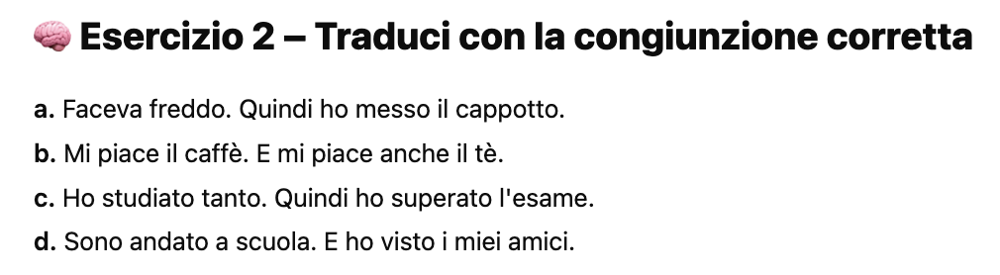 🧠 Esercizio 2 – Traduci con la congiunzione corretta
a. Faceva freddo. Quindi ho messo il cappotto.
b. Mi piace il caffè. E mi piace anche il tè.
c. Ho studiato tanto. Quindi ho superato l'esame.
d. Sono andato a scuola. E ho visto i miei amici.